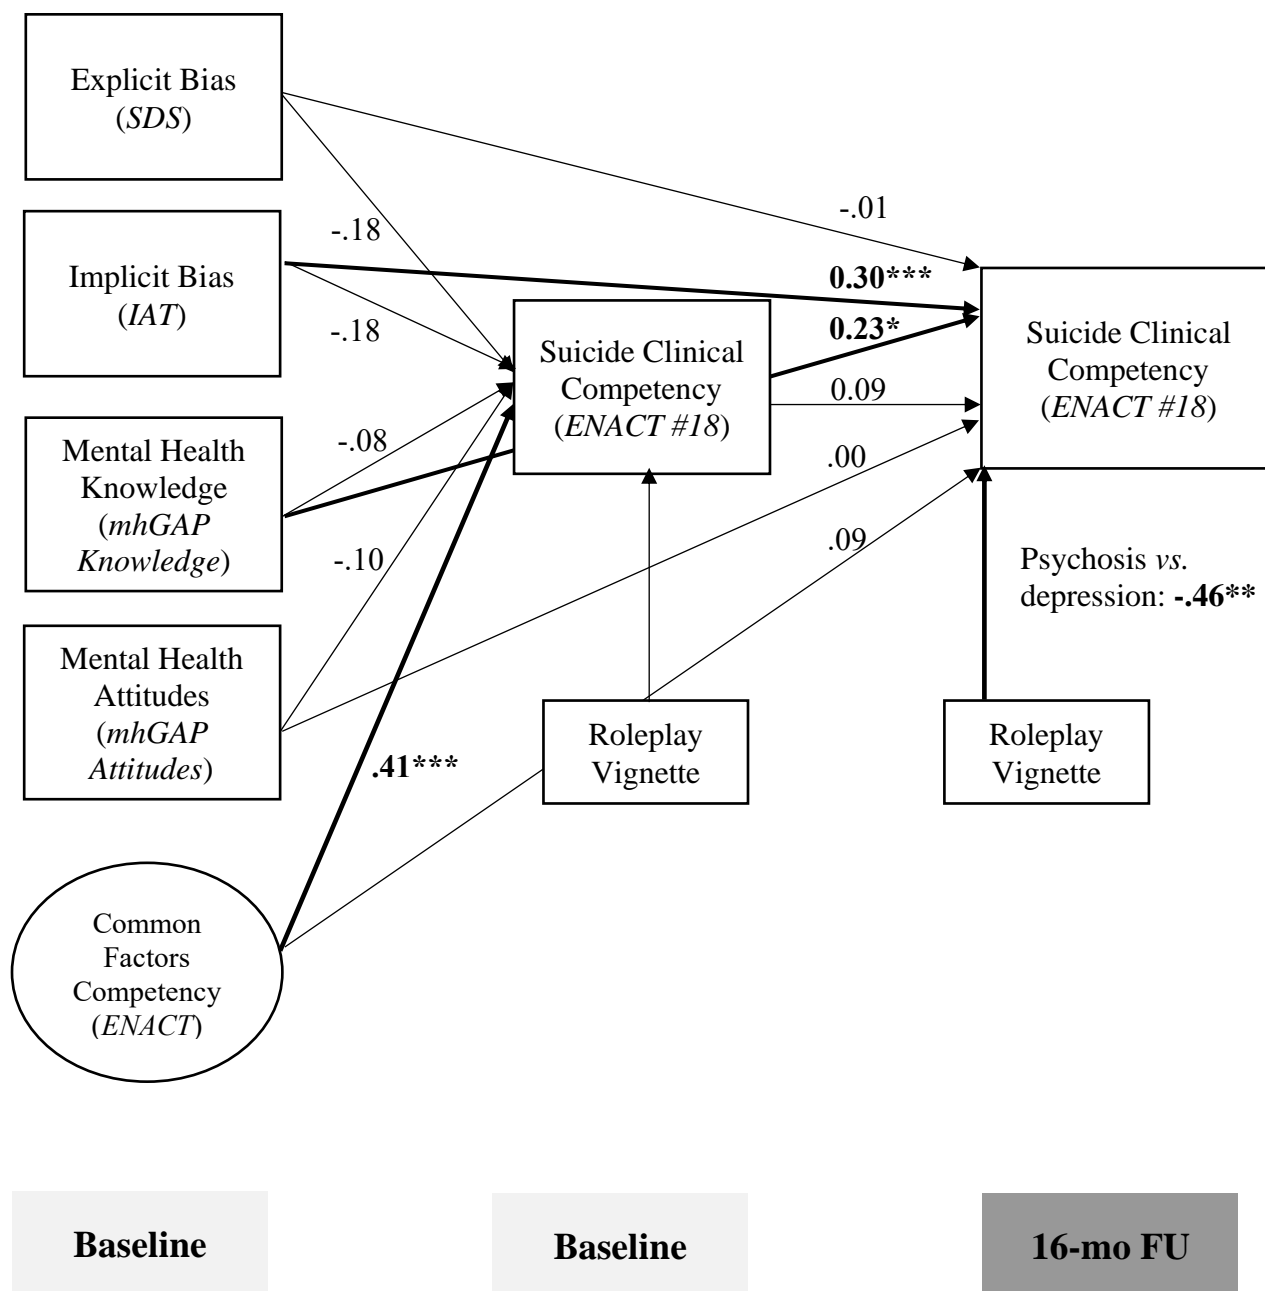 Explicit Bias
(SDS)
Implicit Bias
(IAT)
Mental Health
Knowledge
(mhGAP
Knowledge)
Mental Health
Attitudes
(mhGAP
Attitudes)
Common
Factors
Competency
(ENACT)
-.18
-.18
-.08
-.10
.41***
Suicide Clinical
Competency
(ENACT #18)
Roleplay
Vignette
-.01
0.30***
0.23*
0.09
.00
.09
Suicide Clinical
Competency
(ENACT #18)
Psychosis vs.
depression: -.46**
Roleplay
Vignette
Baseline
Baseline
16-mo FU